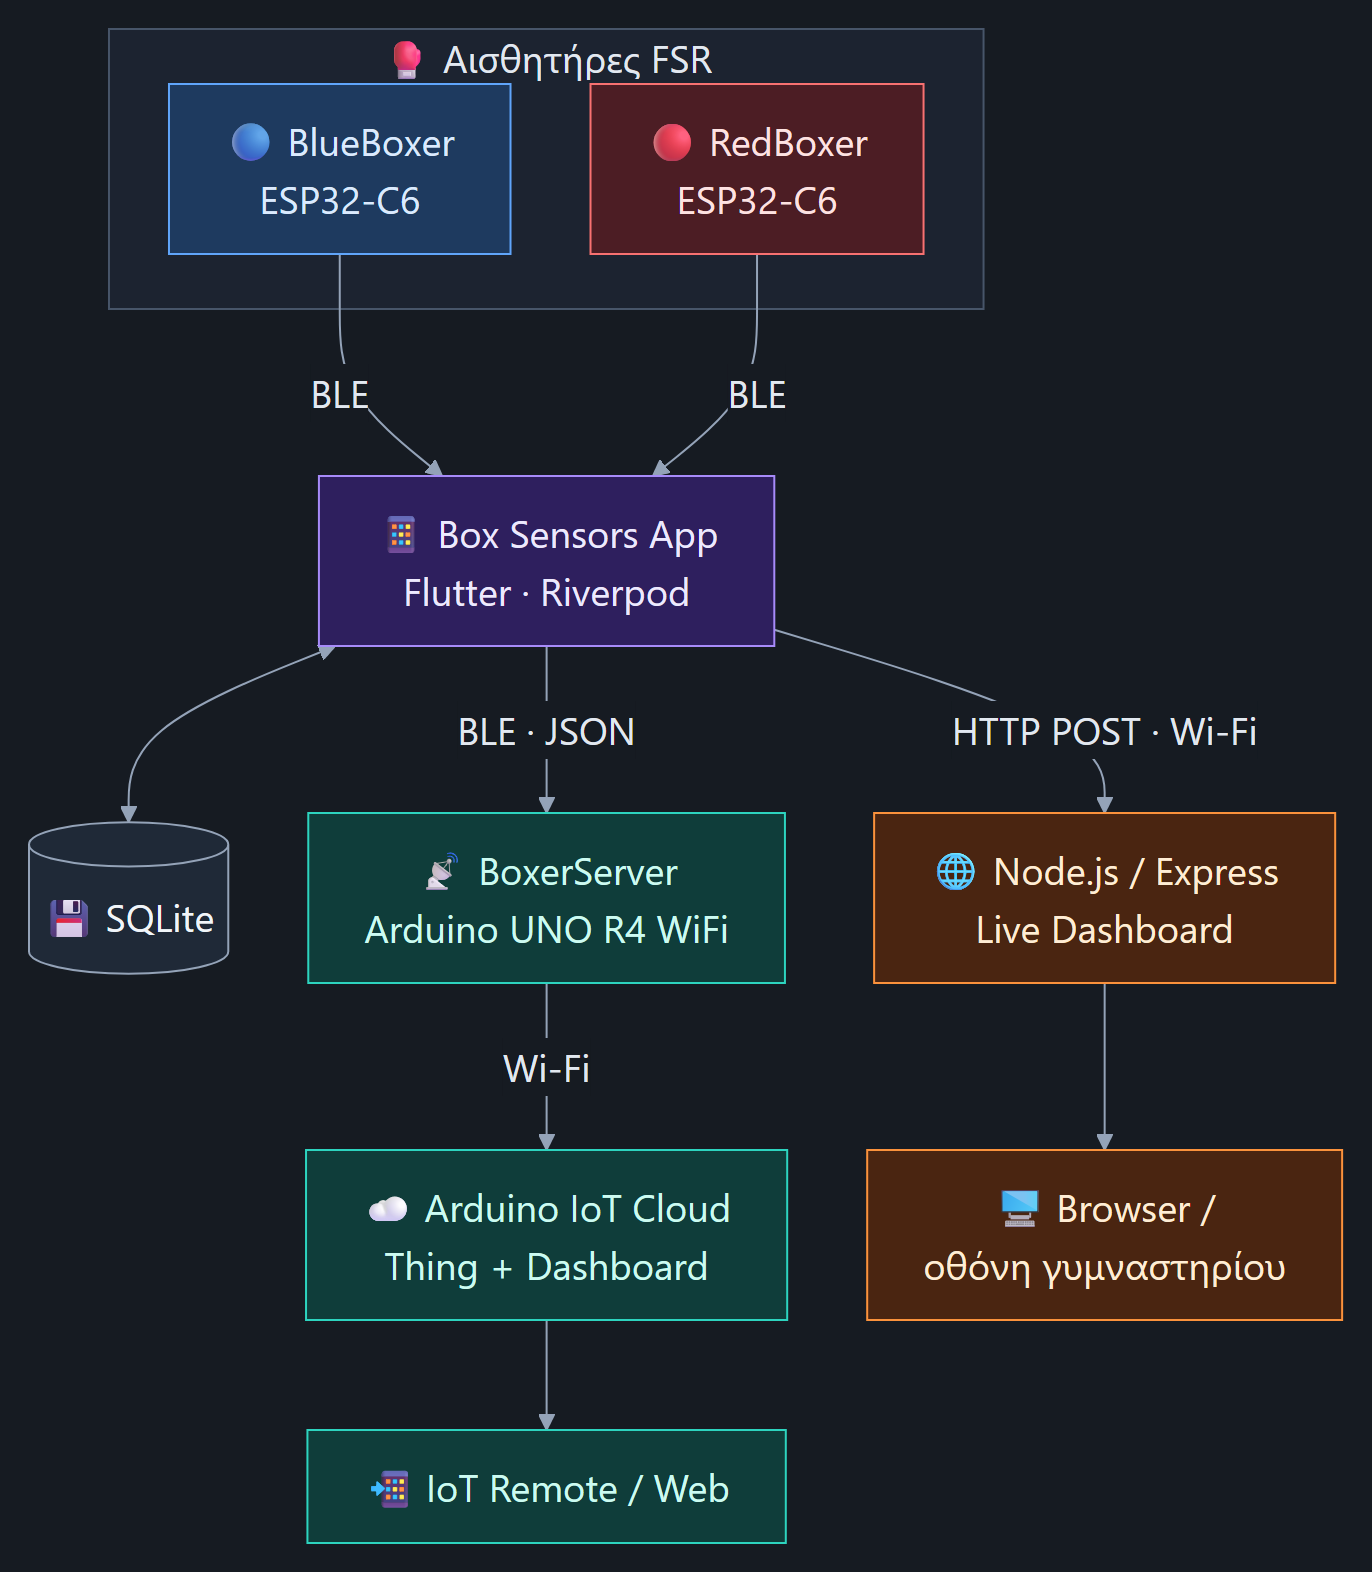 Αισθητήρες FSR
BlueBoxer
ESP32-C6
RedBoxer
ESP32-C6
BLE
BLE
Box Sensors App
Flutter · Riverpod
BLE · JSON
HTTP POST · Wi-Fi
SQLite
BoxerServer
Arduino UNO R4 WiFi
Node.js / Express
Live Dashboard
Wi-Fi
Arduino IoT Cloud
Thing + Dashboard
Browser /
οθόνη γυμναστηρίου
IoT Remote / Web